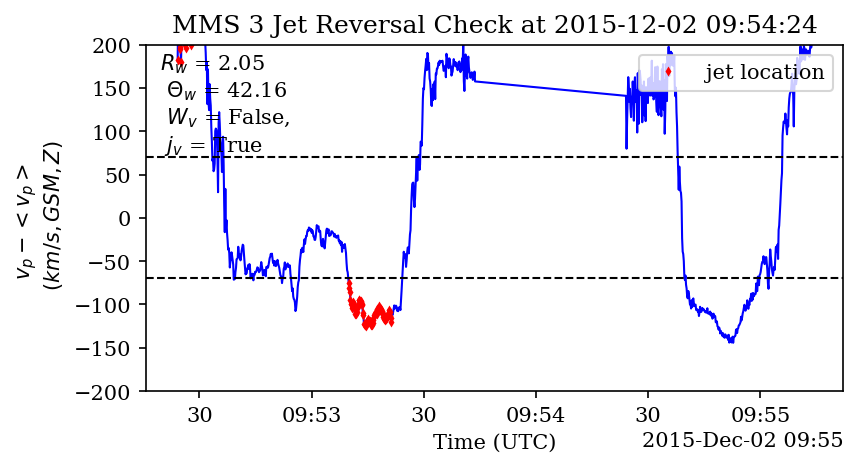 MMS 3 Jet Reversal Check at 2015-12-02 09:54:24
200
150
100
50
0
−50
−100
−150
−200
v_p − < v_p >
(km/s, GSM, Z)
R_w = 2.05
Θ_w = 42.16
W_v = False,
j_v = True
jet location
30
09:53
30
09:54
30
09:55
Time (UTC)
2015-Dec-02 09:55